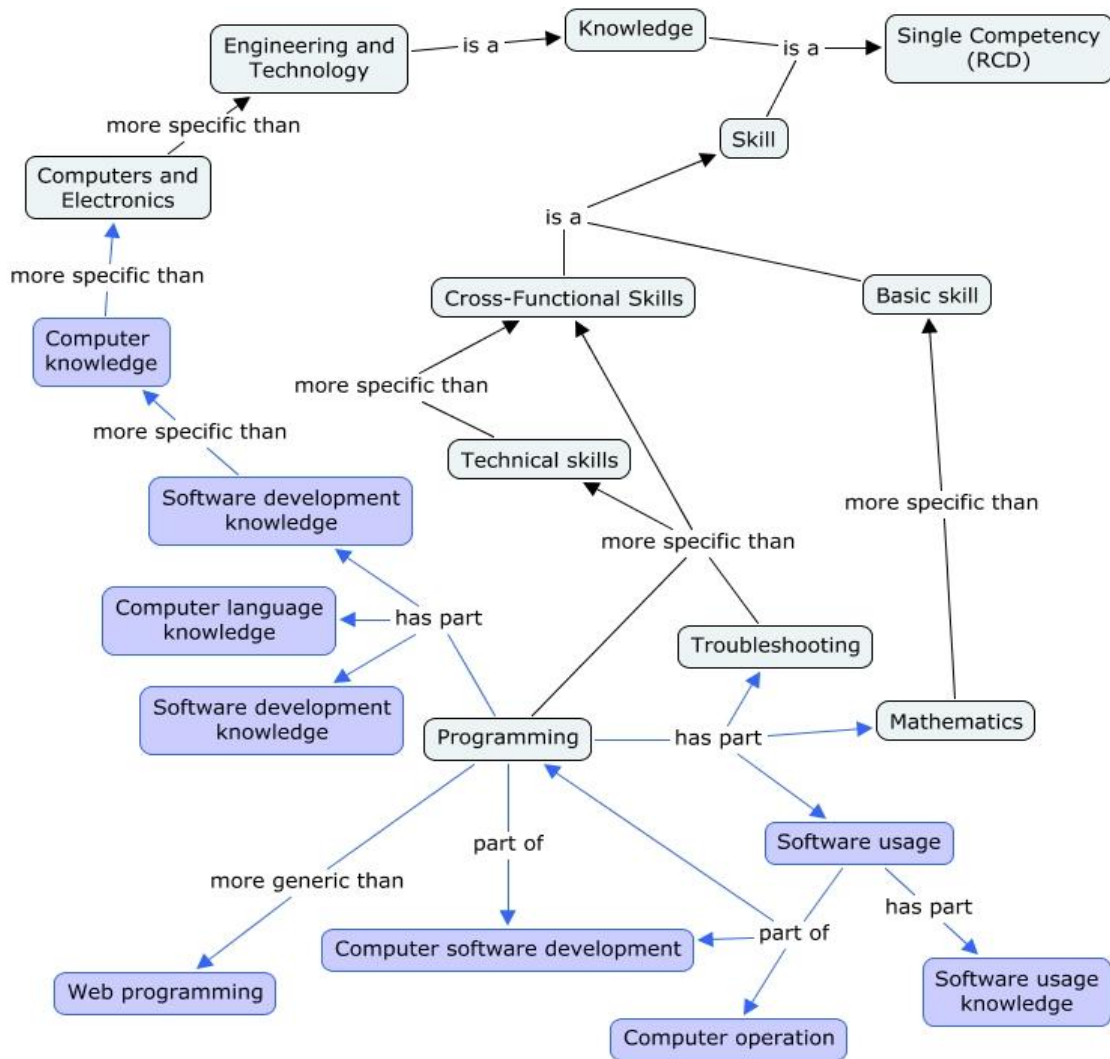 Engineering and
Technology
is a
Knowledge
is a
Single Competency
(RCD)
more specific than
Skill
Computers and
Electronics
is a
more specific than
Cross-Functional Skills
Basic skill
Computer
knowledge
more specific than
more specific than
Technical skills
Software development
knowledge
more specific than
more specific than
Computer language
knowledge
has part
Troubleshooting
Software development
knowledge
Programming
has part
Mathematics
part of
Software usage
more generic than
has part
Computer software development
part of
Web programming
Software usage
knowledge
Computer operation